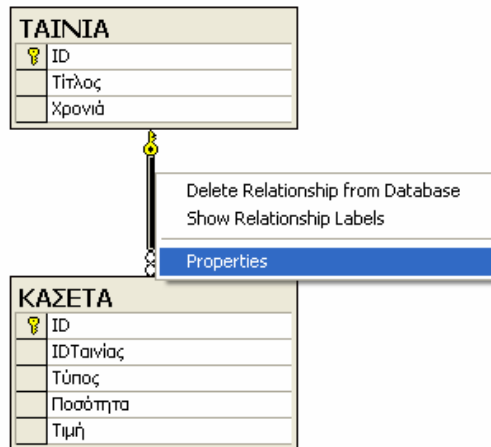 ΤΑΙΝΙΑ
ID
Τίτλος
Χρονιά
Delete Relationship from Database
Show Relationship Labels
Properties
ΚΑΣΕΤΑ
ID
IDΤαινίας
Τύπος
Ποσότητα
Τιμή